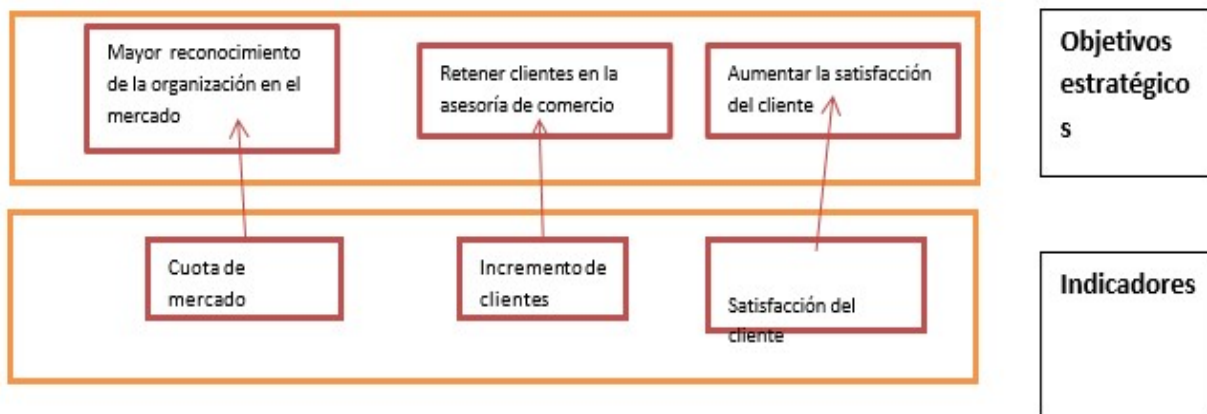 Mayor reconocimiento
de la organización en el
mercado
Retener clientes en la
asesoría de comercio
Aumentar la satisfacción
del cliente
Objetivos
estratégico
s
Cuota de
mercado
Incremento de
clientes
Satisfacción del
cliente
Indicadores